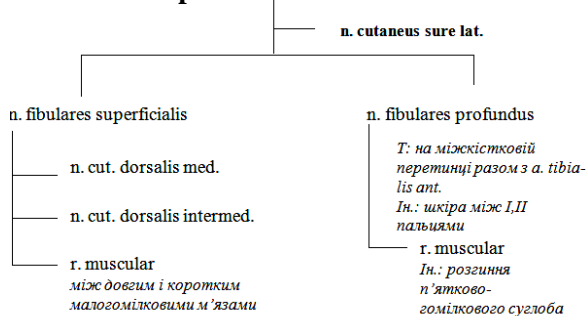 n. cutaneus sure lat.
n. fibulares superficialis
n. cut. dorsalis med.
n. cut. dorsalis intermed.
r. muscular
між довгим і коротким
малогомілковими м’язами
n. fibulares profundus
Т: на міжкістковій
перетинці разом з a. tibia-
lis ant.
Ін.: шкіра між I,II
пальцями
r. muscular
Ін.: розгиння
п’ятково-
гомілкового суглоба